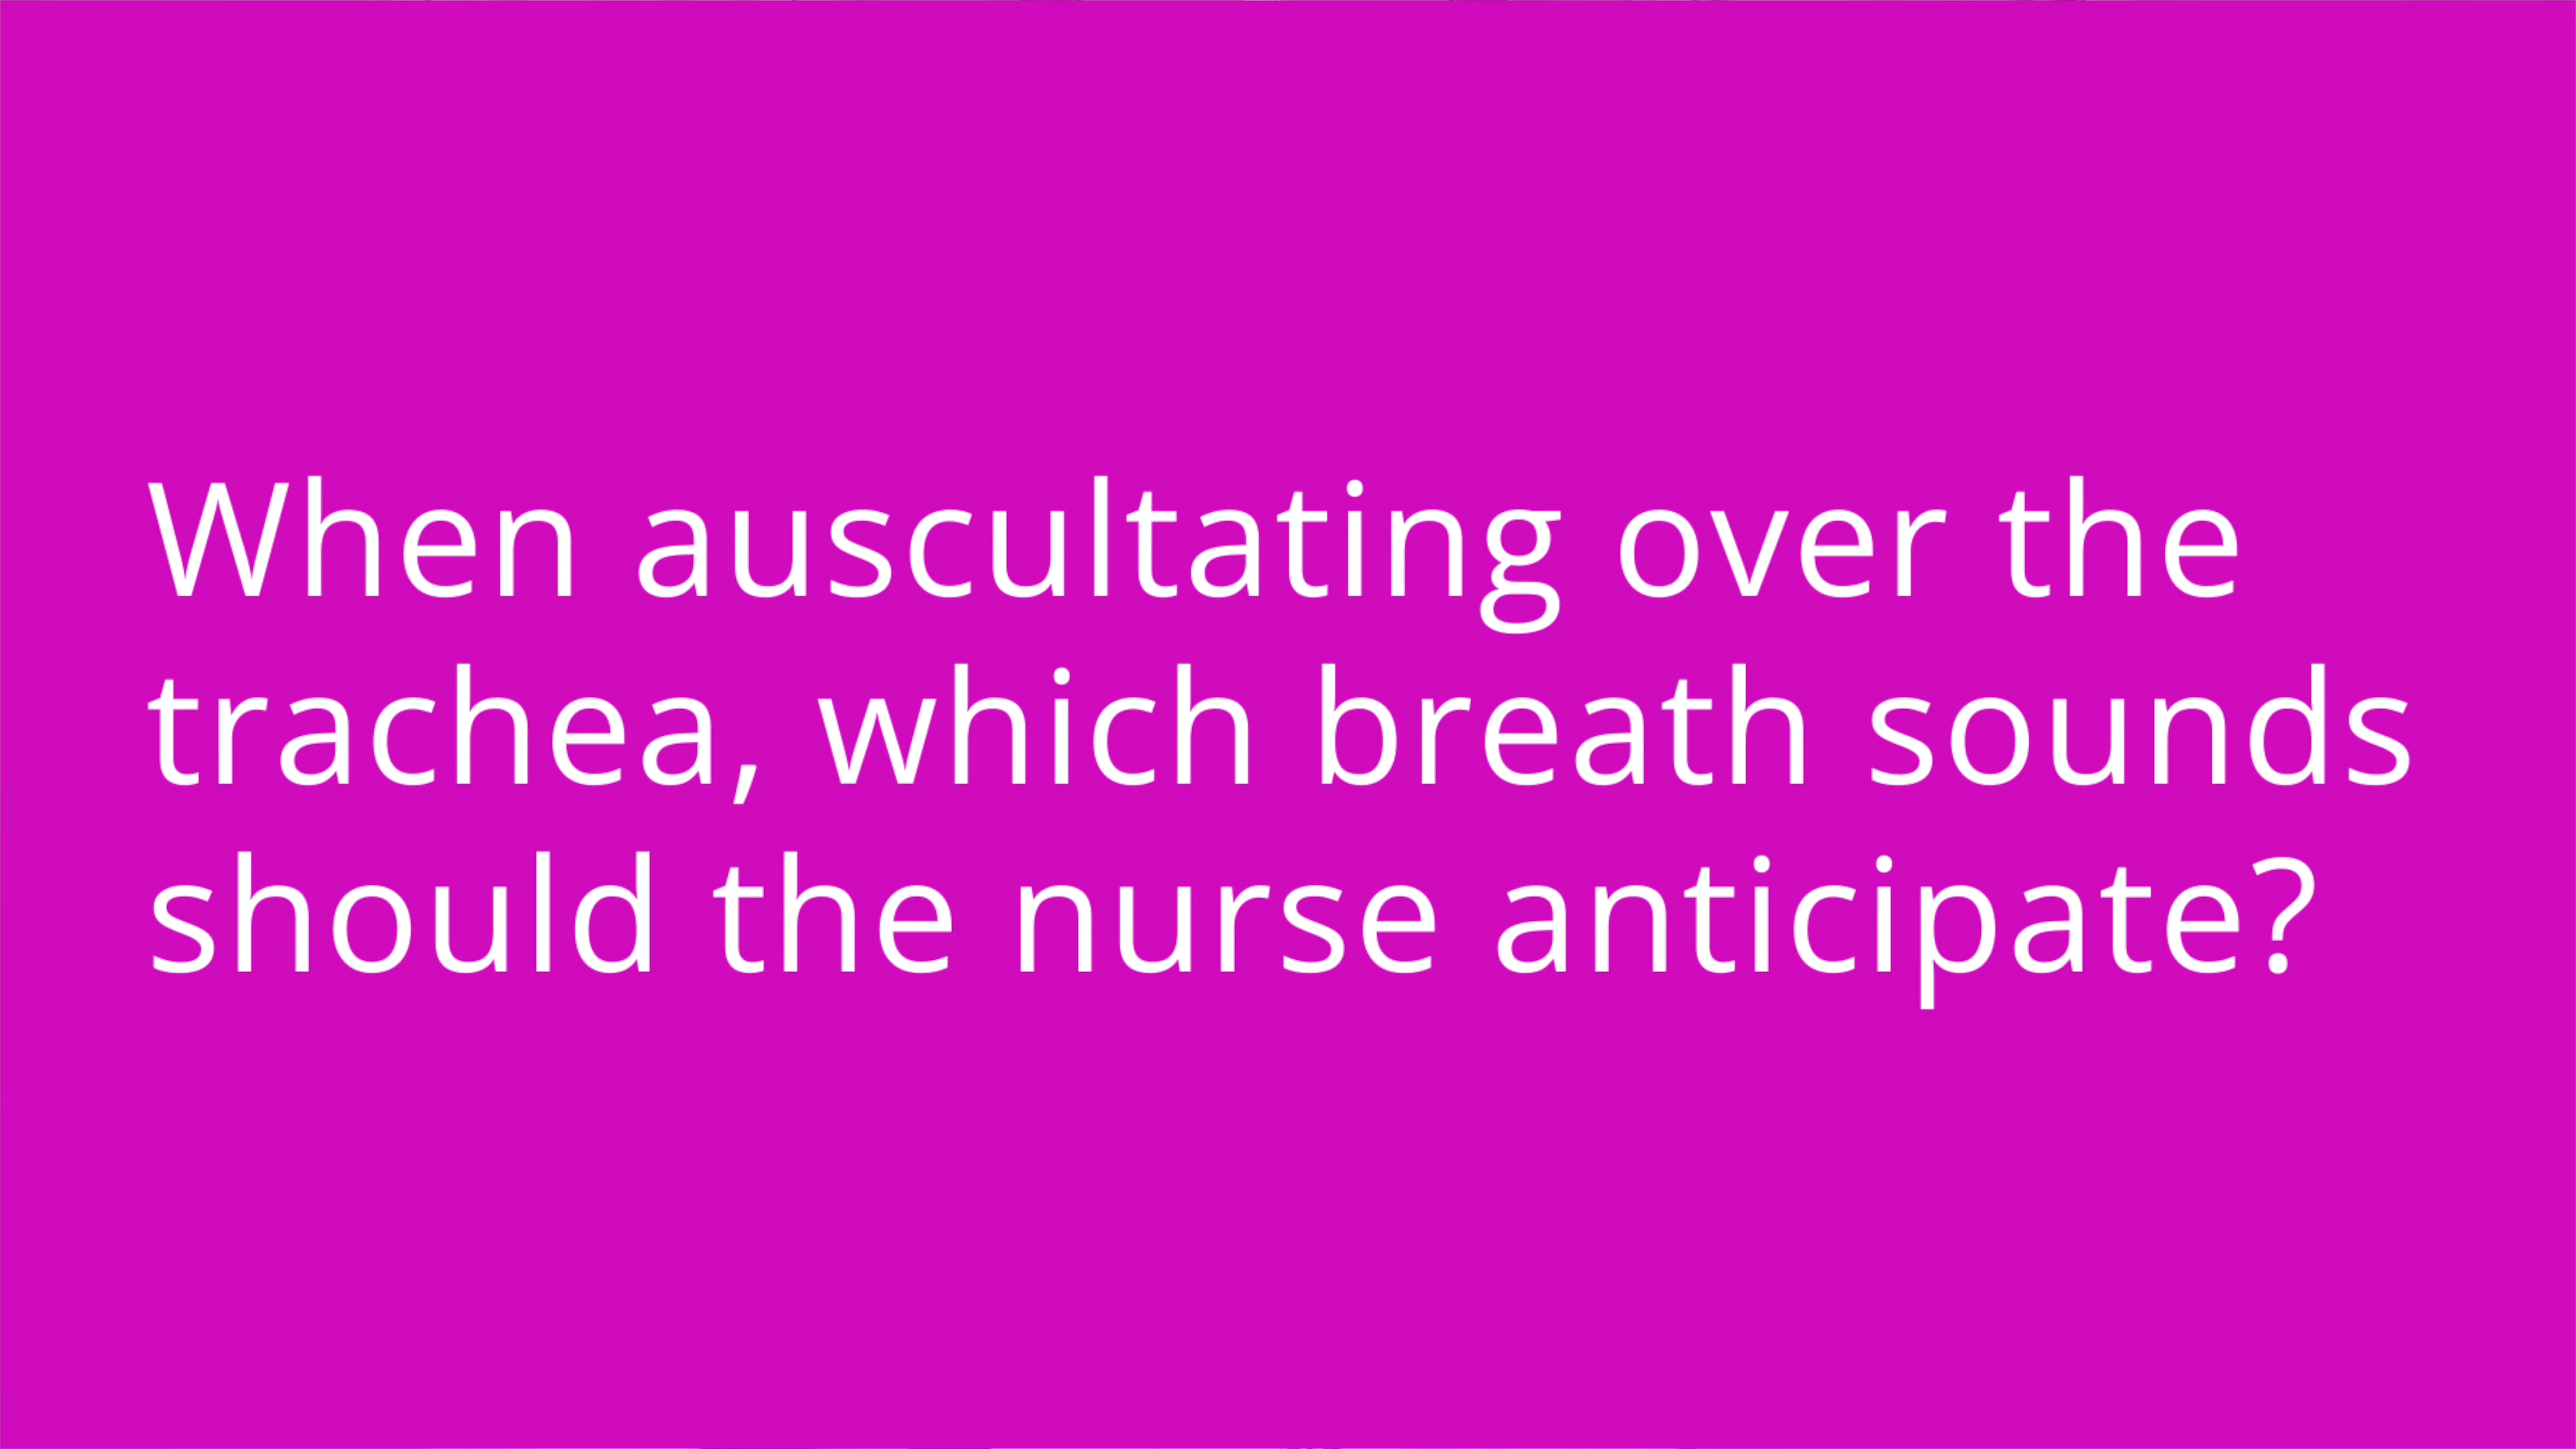 When auscultating over the
trachea, which breath sounds
should the nurse anticipate?